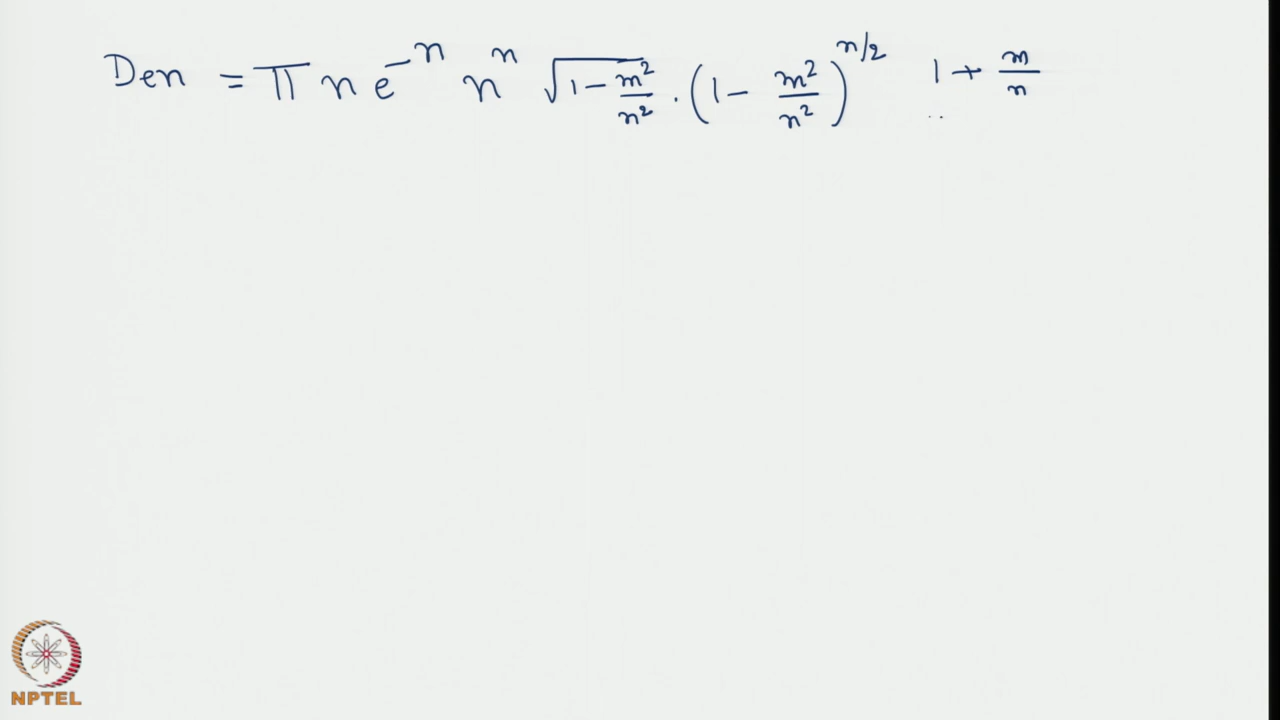 Den = π n e^{-n} n^n √(1 - m²/n²) · (1 - m²/n²)^{n/2} 1 + m/n
NPTEL